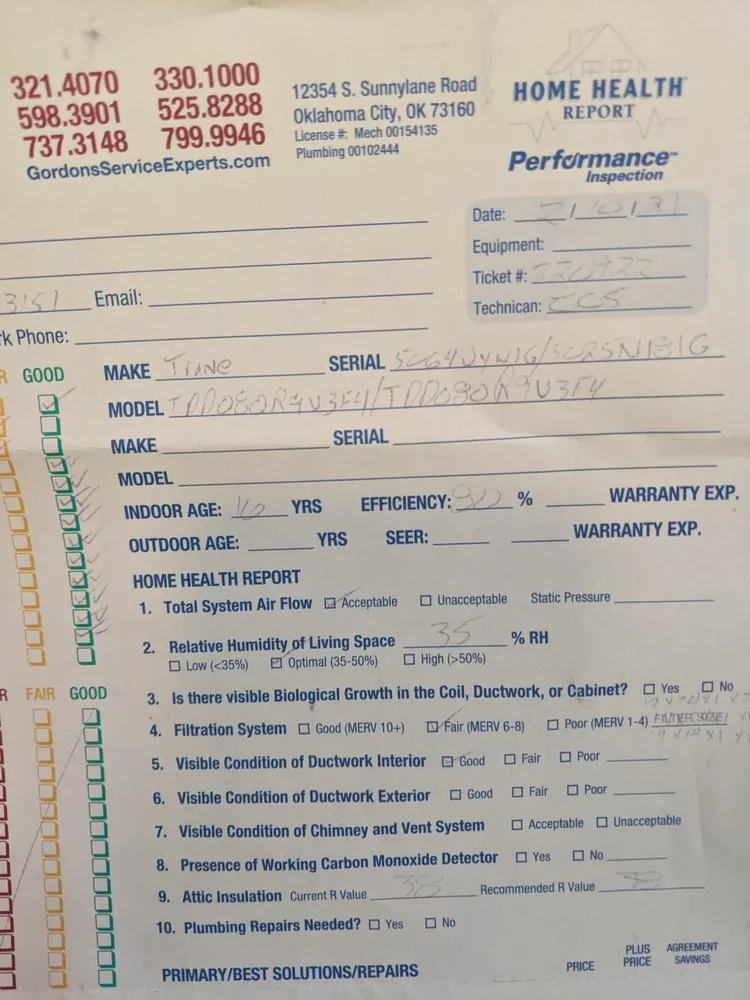 321.4070 330.1000
598.3901 525.8288
737.3148 799.9946
GordonsServiceExperts.com
12354 S. Sunnylane Road
Oklahoma City, OK 73160
License #: Mech 00154135
Plumbing 00102444
HOME HEALTH
REPORT
Performance™
Inspection
Date:
Equipment:
Ticket #: 220922
Technican:
3151 Email:
rk Phone:
R GOOD
MAKE Trane SERIAL
MODEL TDD080R9V3F4/TDD080R9V3F4
MAKE SERIAL
MODEL
INDOOR AGE: 16 YRS EFFICIENCY: 80 % WARRANTY EXP.
OUTDOOR AGE: YRS SEER: WARRANTY EXP.
HOME HEALTH REPORT
1. Total System Air Flow Acceptable Unacceptable Static Pressure
2. Relative Humidity of Living Space 35 % RH
Low (<35%) Optimal (35-50%) High (>50%)
R FAIR GOOD
3. Is there visible Biological Growth in the Coil, Ductwork, or Cabinet? Yes No
4. Filtration System Good (MERV 10+) Fair (MERV 6-8) Poor (MERV 1-4) FILTER SIZE!
5. Visible Condition of Ductwork Interior Good Fair Poor
6. Visible Condition of Ductwork Exterior Good Fair Poor
7. Visible Condition of Chimney and Vent System Acceptable Unacceptable
8. Presence of Working Carbon Monoxide Detector Yes No
9. Attic Insulation Current R Value 38 Recommended R Value
10. Plumbing Repairs Needed? Yes No
PRIMARY/BEST SOLUTIONS/REPAIRS PRICE PLUS PRICE AGREEMENT SAVINGS